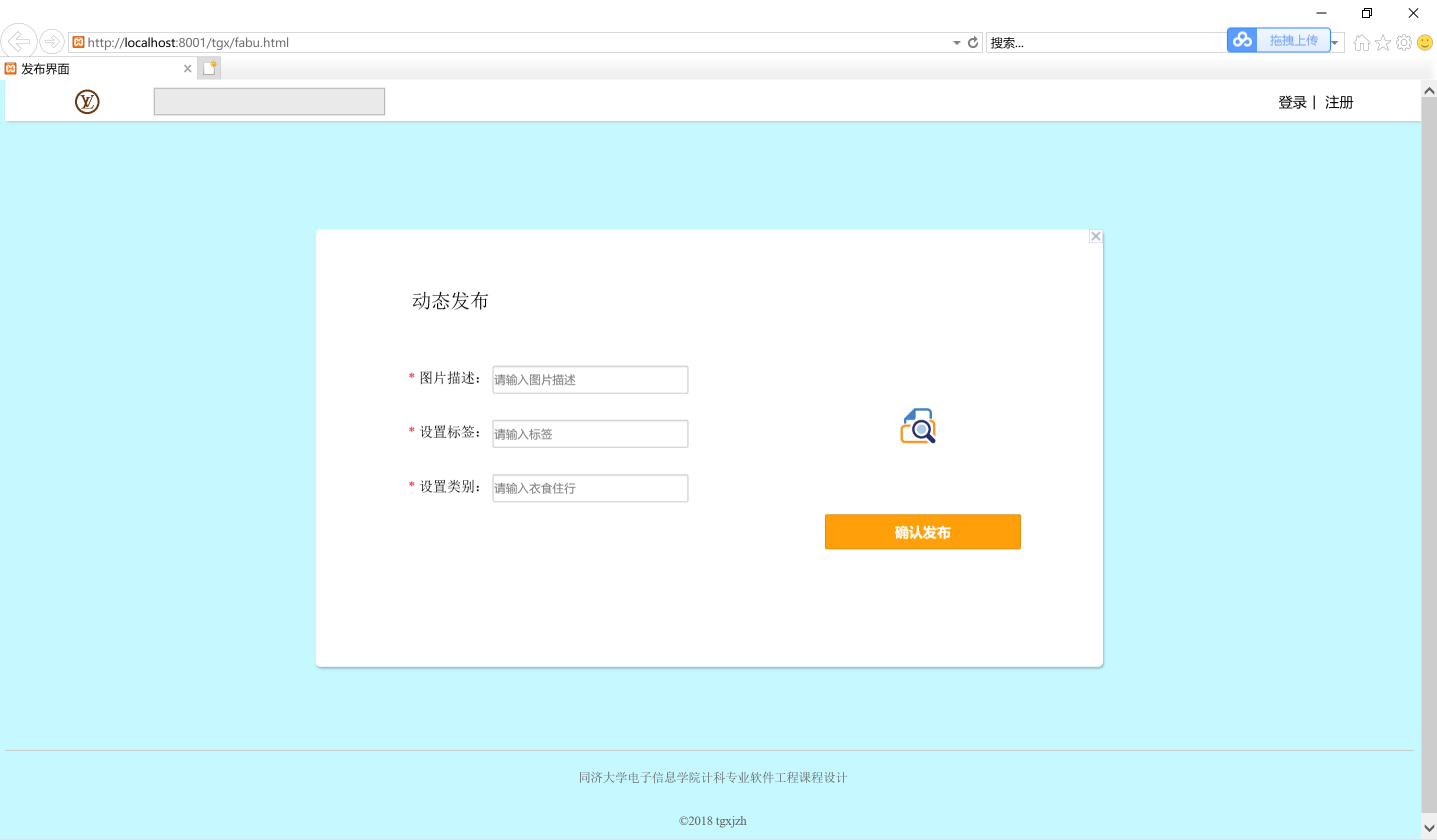 http://localhost:8001/tgx/fabu.html
搜索...
拖拽上传
发布界面
登录 | 注册
动态发布
* 图片描述: 请输入图片描述
* 设置标签: 请输入标签
* 设置类别: 请输入衣食住行
确认发布
同济大学电子信息学院计科专业软件工程课程设计
©2018 tgxjzh